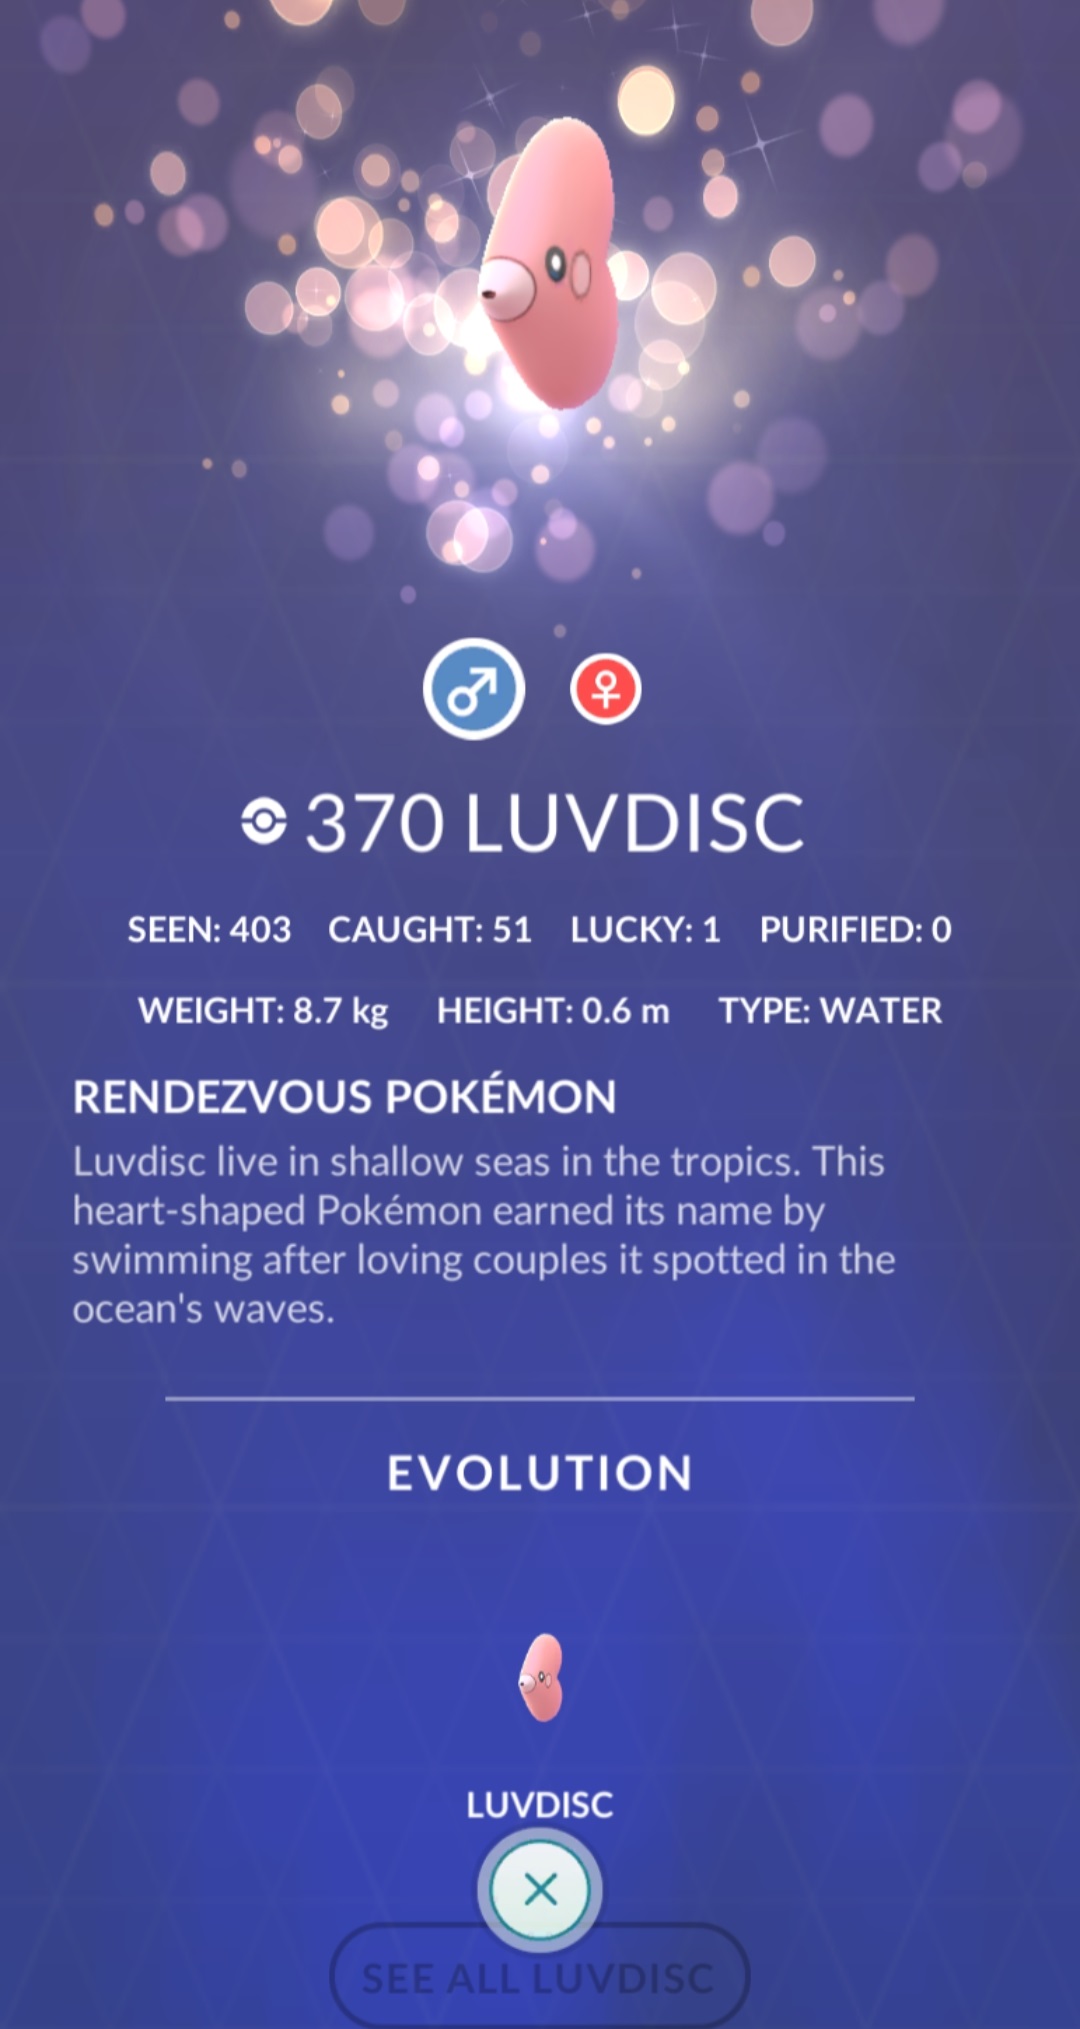 370 LUVDISC
SEEN: 403 CAUGHT: 51 LUCKY: 1 PURIFIED: 0
WEIGHT: 8.7 kg HEIGHT: 0.6 m TYPE: WATER
RENDEZVOUS POKÉMON
Luvdisc live in shallow seas in the tropics. This
heart-shaped Pokémon earned its name by
swimming after loving couples it spotted in the
ocean's waves.
EVOLUTION
LUVDISC
SEE ALL LUVDISC